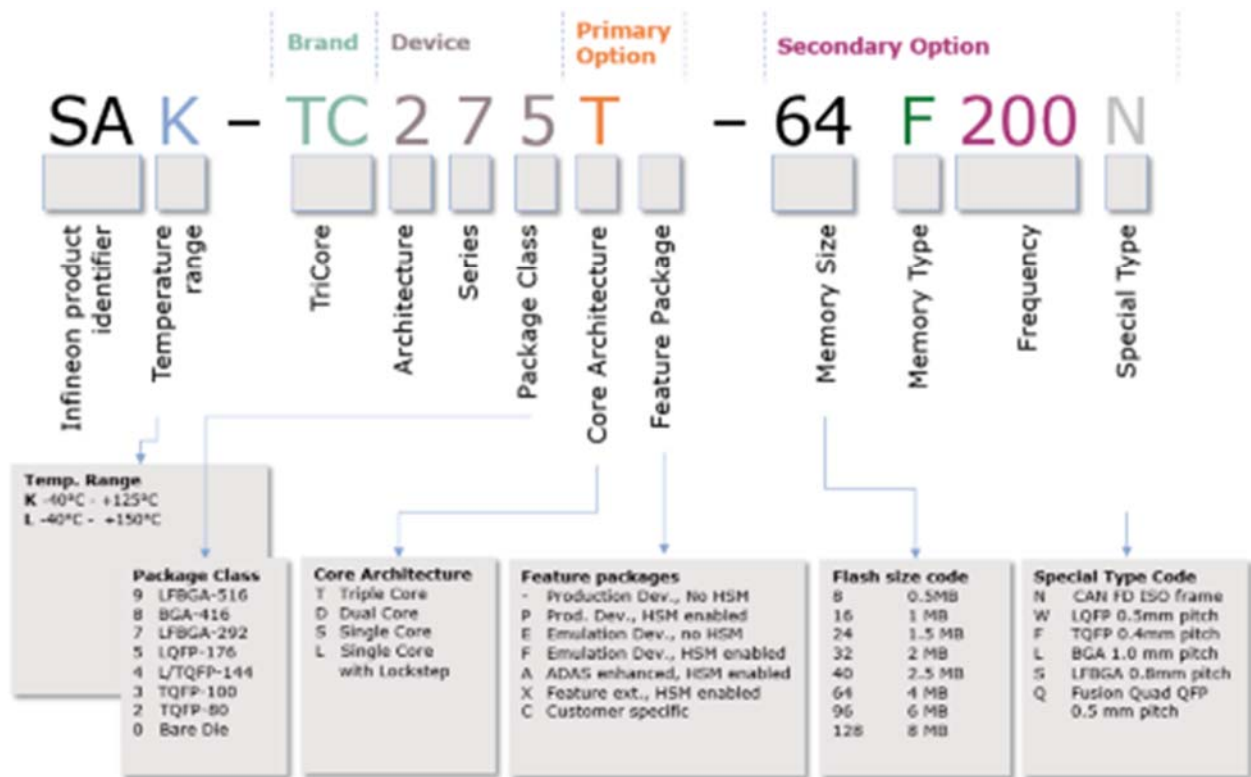 Brand Device Primary Option Secondary Option
SA K - TC 2 7 5 T - 64 F 200 N
Infineon product identifier
Temperature range
TriCore
Architecture
Series
Package Class
Core Architecture
Feature Package
Memory Size
Memory Type
Frequency
Special Type
Temp. Range
K -40°C - +125°C
L -40°C - +150°C
Package Class
9 LFBGA-516
8 BGA-416
7 LFBGA-292
5 LQFP-176
4 L/TQFP-144
3 TQFP-100
2 TQFP-80
0 Bare Die
Core Architecture
T Triple Core
D Dual Core
S Single Core
L Single Core
with Lockstep
Feature packages
- Production Dev., No HSM
P Prod. Dev., HSM enabled
E Emulation Dev., no HSM
F Emulation Dev., HSM enabled
A ADAS enhanced, HSM enabled
X Feature ext., HSM enabled
C Customer specific
Flash size code
8 0.5MB
16 1 MB
24 1.5 MB
32 2 MB
40 2.5 MB
64 4 MB
96 6 MB
128 8 MB
Special Type Code
N CAN FD ISO frame
W LQFP 0.5mm pitch
F TQFP 0.4mm pitch
L BGA 1.0 mm pitch
S LFBGA 0.8mm pitch
Q Fusion Quad QFP
0.5 mm pitch